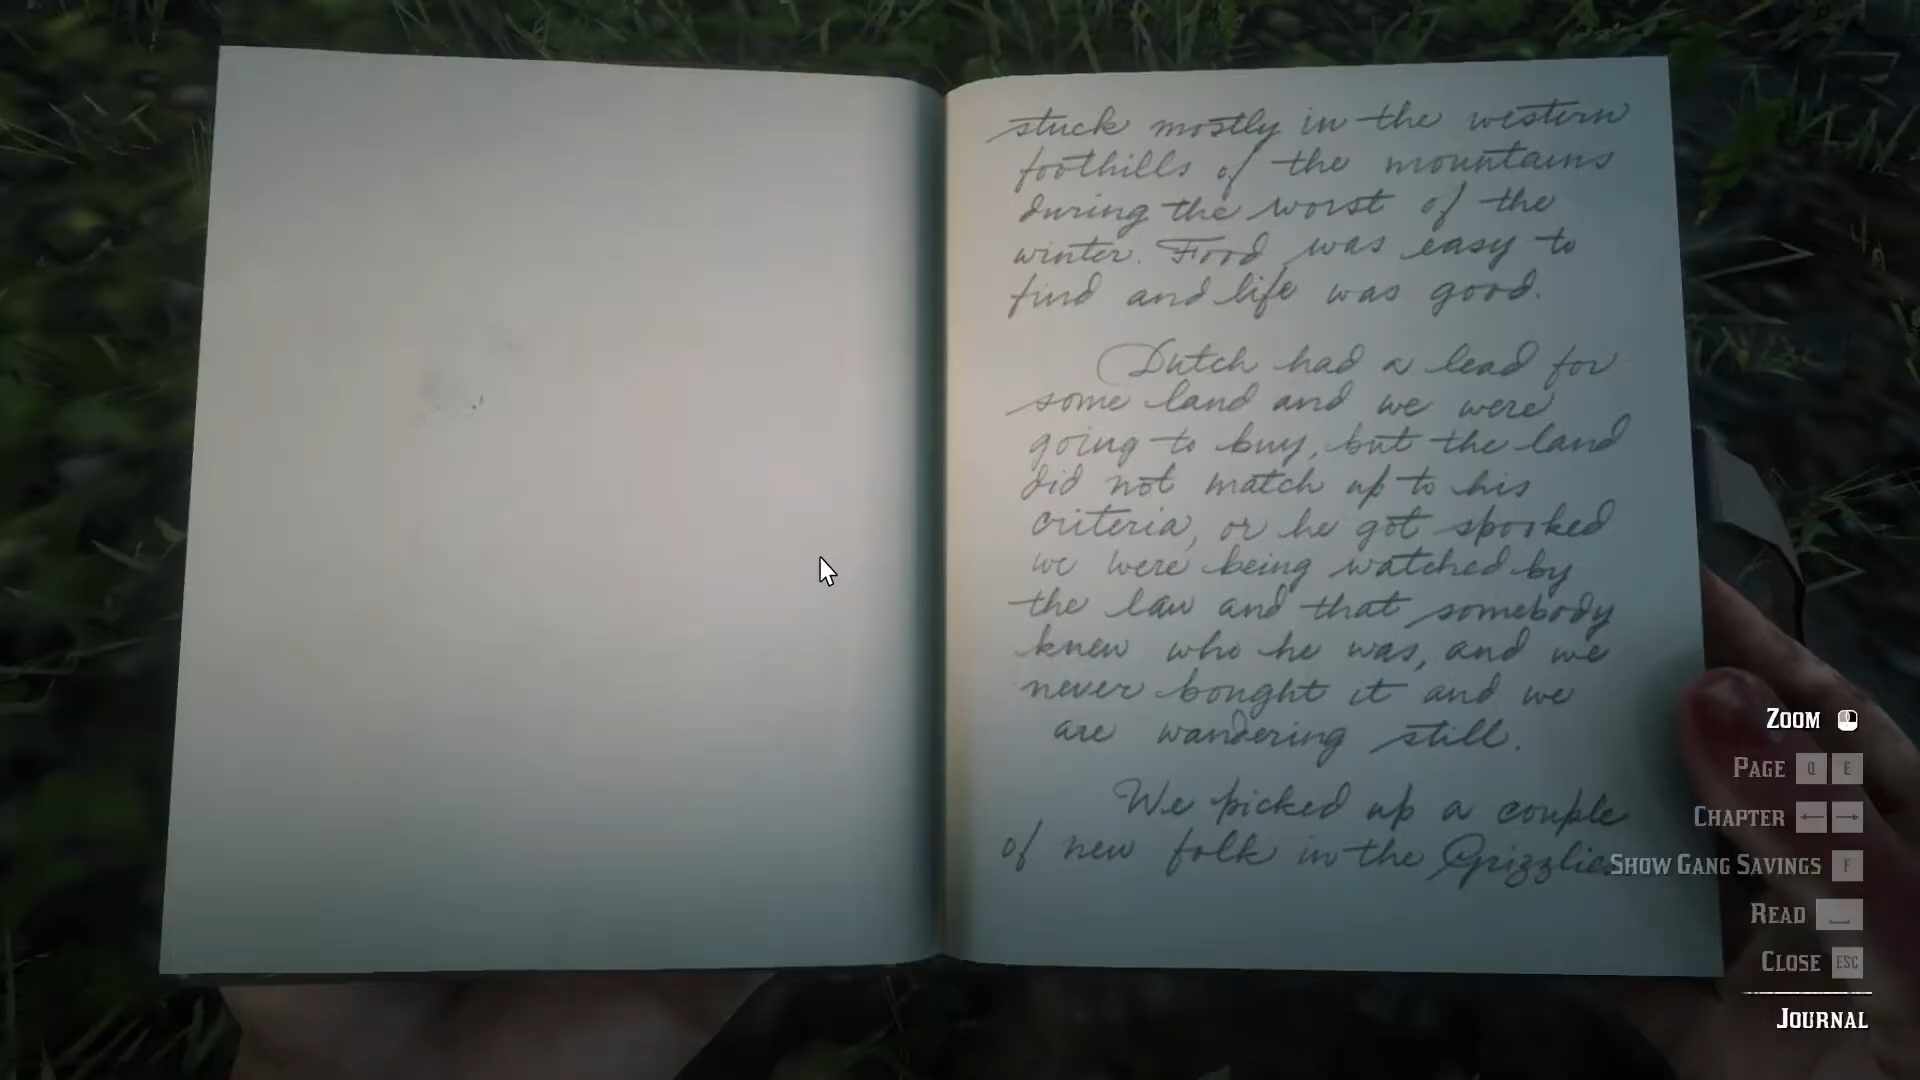 stuck mostly in the western
foothills of the mountains
during the worst of the
winter. Food was easy to
find and life was good.
Dutch had a lead for
some land and we were
going to buy, but the land
did not match up to his
criteria, or he got spooked
we were being watched by
the law and that somebody
knew who he was, and we
never bought it and we
are wandering still.
We picked up a couple
of new folk in the Grizzlies
ZOOM
PAGE Q E
CHAPTER ← →
SHOW GANG SAVINGS F
READ
CLOSE ESC
JOURNAL